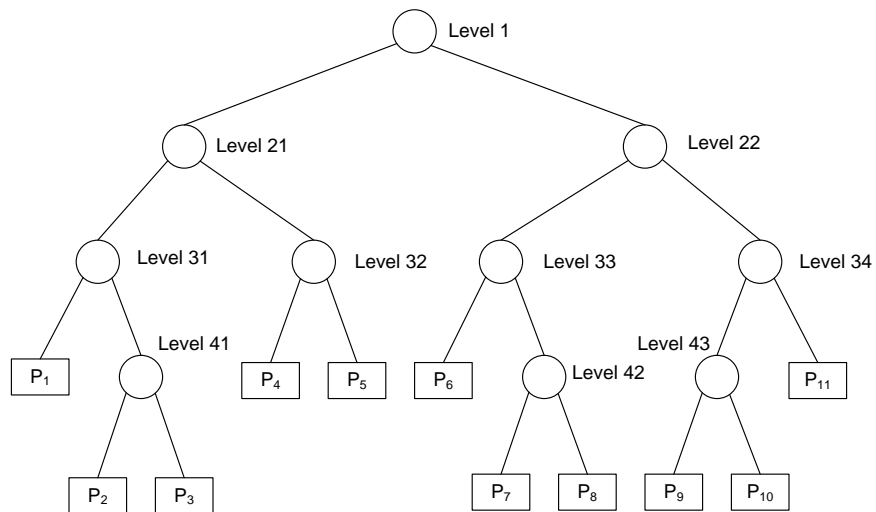 Level 1
Level 21
Level 22
Level 31
Level 32
Level 33
Level 34
Level 41
Level 43
Level 42
P₁
P₄
P₅
P₆
P₁₁
P₂
P₃
P₇
P₈
P₉
P₁₀